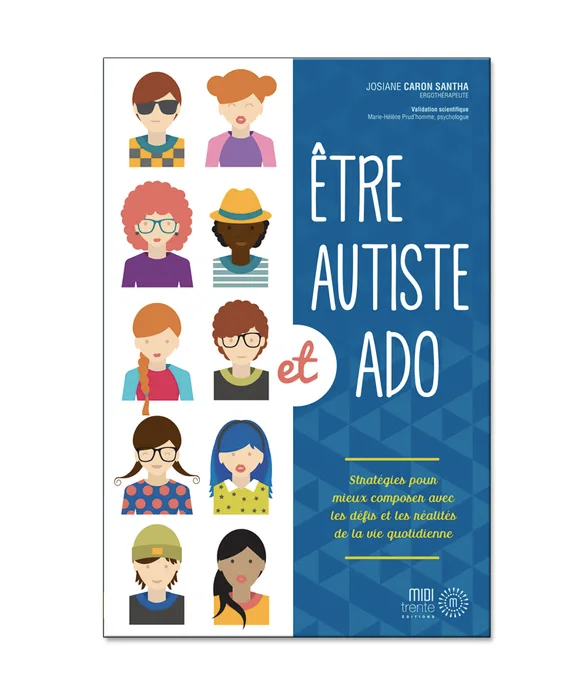 JOSIANE CARON SANTHA
ERGOTHÉRAPEUTE
Validation scientifique
Marie-Hélène Prud'homme, psychologue
ÊTRE
AUTISTE
et ADO
Stratégies pour
mieux composer avec
les défis et les réalités
de la vie quotidienne
MIDI
trente
ÉDITIONS
m